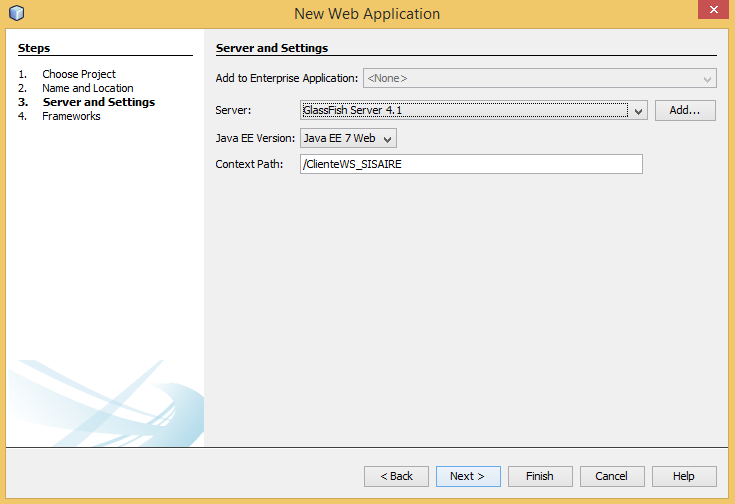 New Web Application
Steps
1. Choose Project
2. Name and Location
3. Server and Settings
4. Frameworks
Server and Settings
Add to Enterprise Application: <None>
Server: GlassFish Server 4.1 Add...
Java EE Version: Java EE 7 Web
Context Path: /ClienteWS_SISAIRE
< Back Next > Finish Cancel Help